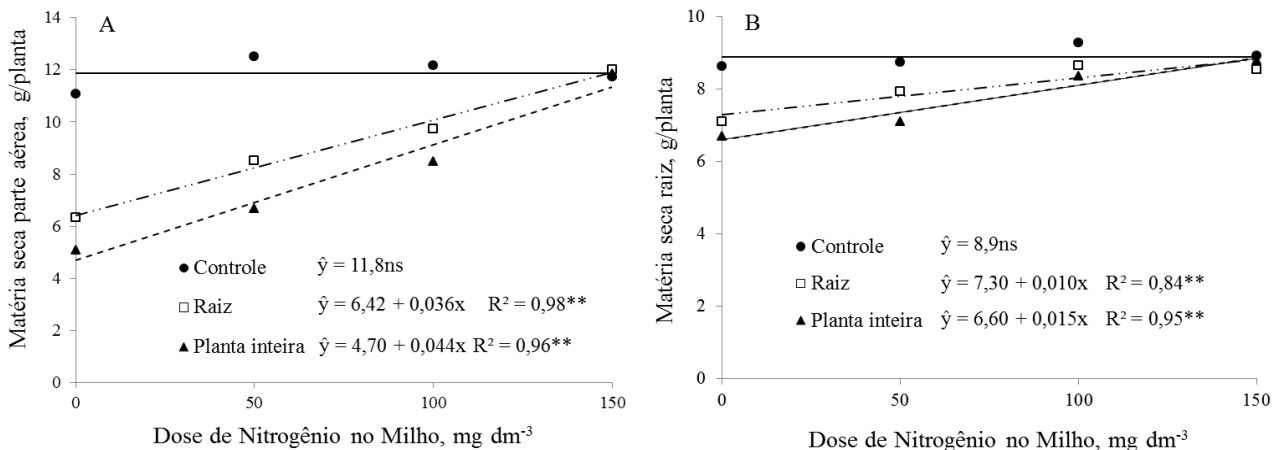 A
Matéria seca parte aérea, g/planta
14
12
10
8
6
4
2
0
Controle ŷ = 11,8ns
Raiz ŷ = 6,42 + 0,036x R² = 0,98**
Planta inteira ŷ = 4,70 + 0,044x R² = 0,96**
0 50 100 150
Dose de Nitrogênio no Milho, mg dm⁻³
B
Matéria seca raiz, g/planta
10
8
6
4
2
0
Controle ŷ = 8,9ns
Raiz ŷ = 7,30 + 0,010x R² = 0,84**
Planta inteira ŷ = 6,60 + 0,015x R² = 0,95**
0 50 100 150
Dose de Nitrogênio no Milho, mg dm⁻³